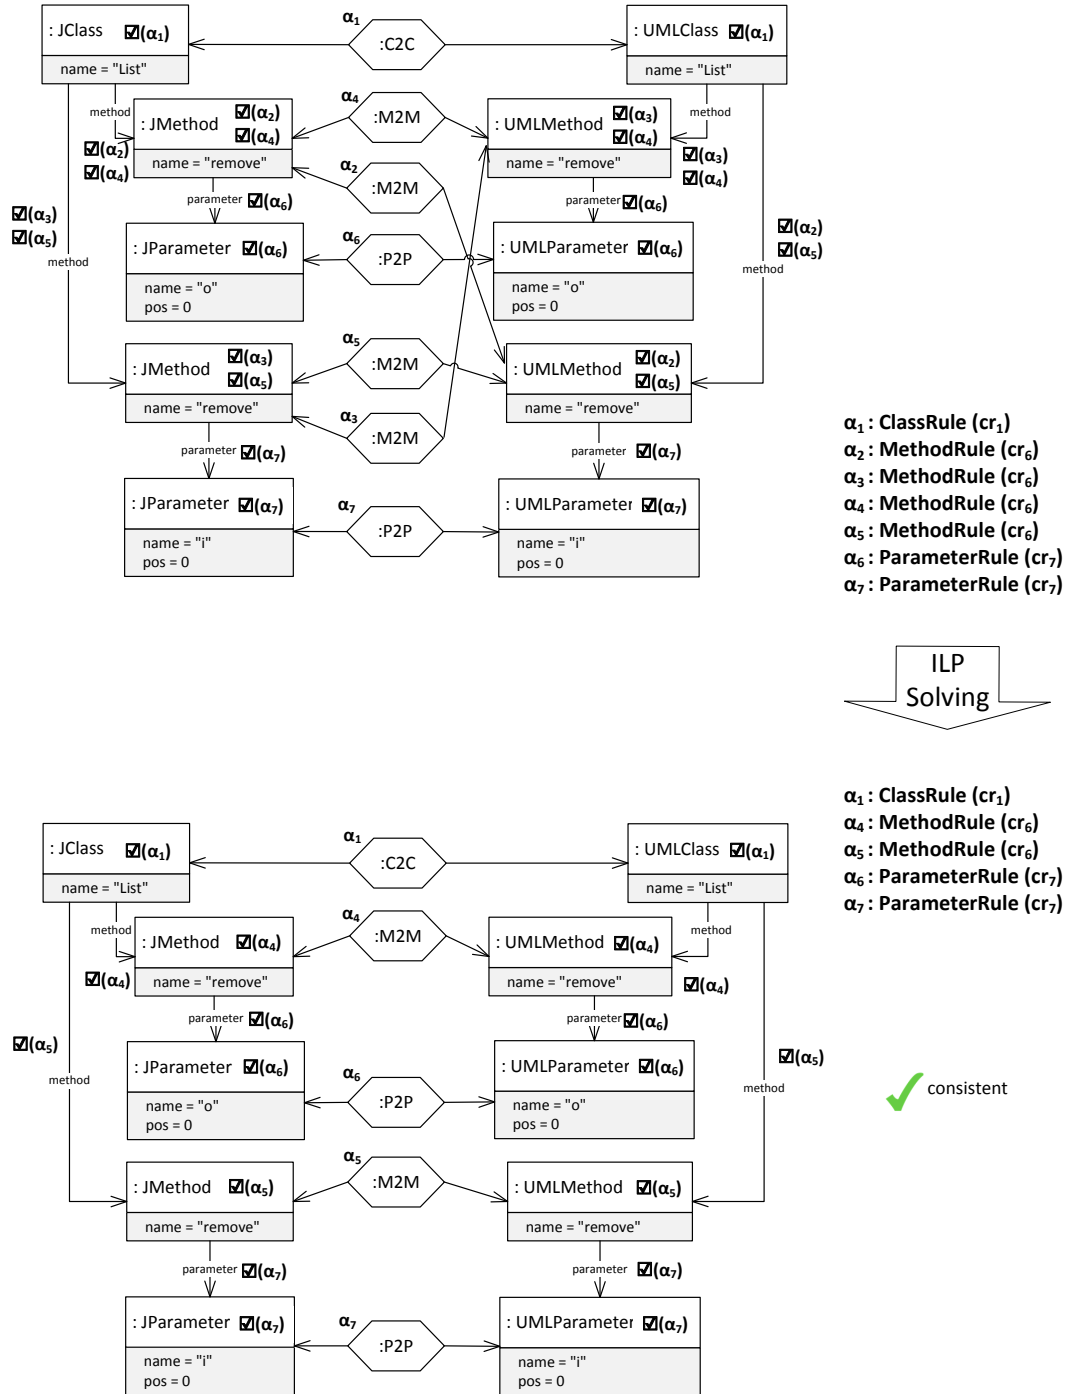 α1
: JClass ☑(α1)
:C2C
: UMLClass ☑(α1)
name = "List"
name = "List"
method
method
α4
: JMethod ☑(α2)
☑(α4)
:M2M
: UMLMethod ☑(α3)
☑(α4)
name = "remove"
name = "remove"
☑(α2)
☑(α4)
α2
:M2M
☑(α3)
☑(α4)
parameter ☑(α6)
parameter ☑(α6)
☑(α3)
☑(α5)
method
☑(α2)
☑(α5)
method
α6
: JParameter ☑(α6)
:P2P
: UMLParameter ☑(α6)
name = "o"
pos = 0
name = "o"
pos = 0
α5
: JMethod ☑(α3)
☑(α5)
:M2M
: UMLMethod ☑(α2)
☑(α5)
name = "remove"
name = "remove"
α3
:M2M
parameter ☑(α7)
parameter ☑(α7)
α7
: JParameter ☑(α7)
:P2P
: UMLParameter ☑(α7)
name = "i"
pos = 0
name = "i"
pos = 0
α1 : ClassRule (cr1)
α2 : MethodRule (cr6)
α3 : MethodRule (cr6)
α4 : MethodRule (cr6)
α5 : MethodRule (cr6)
α6 : ParameterRule (cr7)
α7 : ParameterRule (cr7)
ILP
Solving
α1 : ClassRule (cr1)
α4 : MethodRule (cr6)
α5 : MethodRule (cr6)
α6 : ParameterRule (cr7)
α7 : ParameterRule (cr7)
α1
: JClass ☑(α1)
:C2C
: UMLClass ☑(α1)
name = "List"
name = "List"
method
method
α4
: JMethod ☑(α4)
:M2M
: UMLMethod ☑(α4)
name = "remove"
name = "remove"
☑(α4)
☑(α4)
parameter ☑(α6)
parameter ☑(α6)
☑(α5)
method
☑(α5)
method
α6
: JParameter ☑(α6)
:P2P
: UMLParameter ☑(α6)
name = "o"
pos = 0
name = "o"
pos = 0
consistent
α5
: JMethod ☑(α5)
:M2M
: UMLMethod ☑(α5)
name = "remove"
name = "remove"
parameter ☑(α7)
parameter ☑(α7)
α7
: JParameter ☑(α7)
:P2P
: UMLParameter ☑(α7)
name = "i"
pos = 0
name = "i"
pos = 0